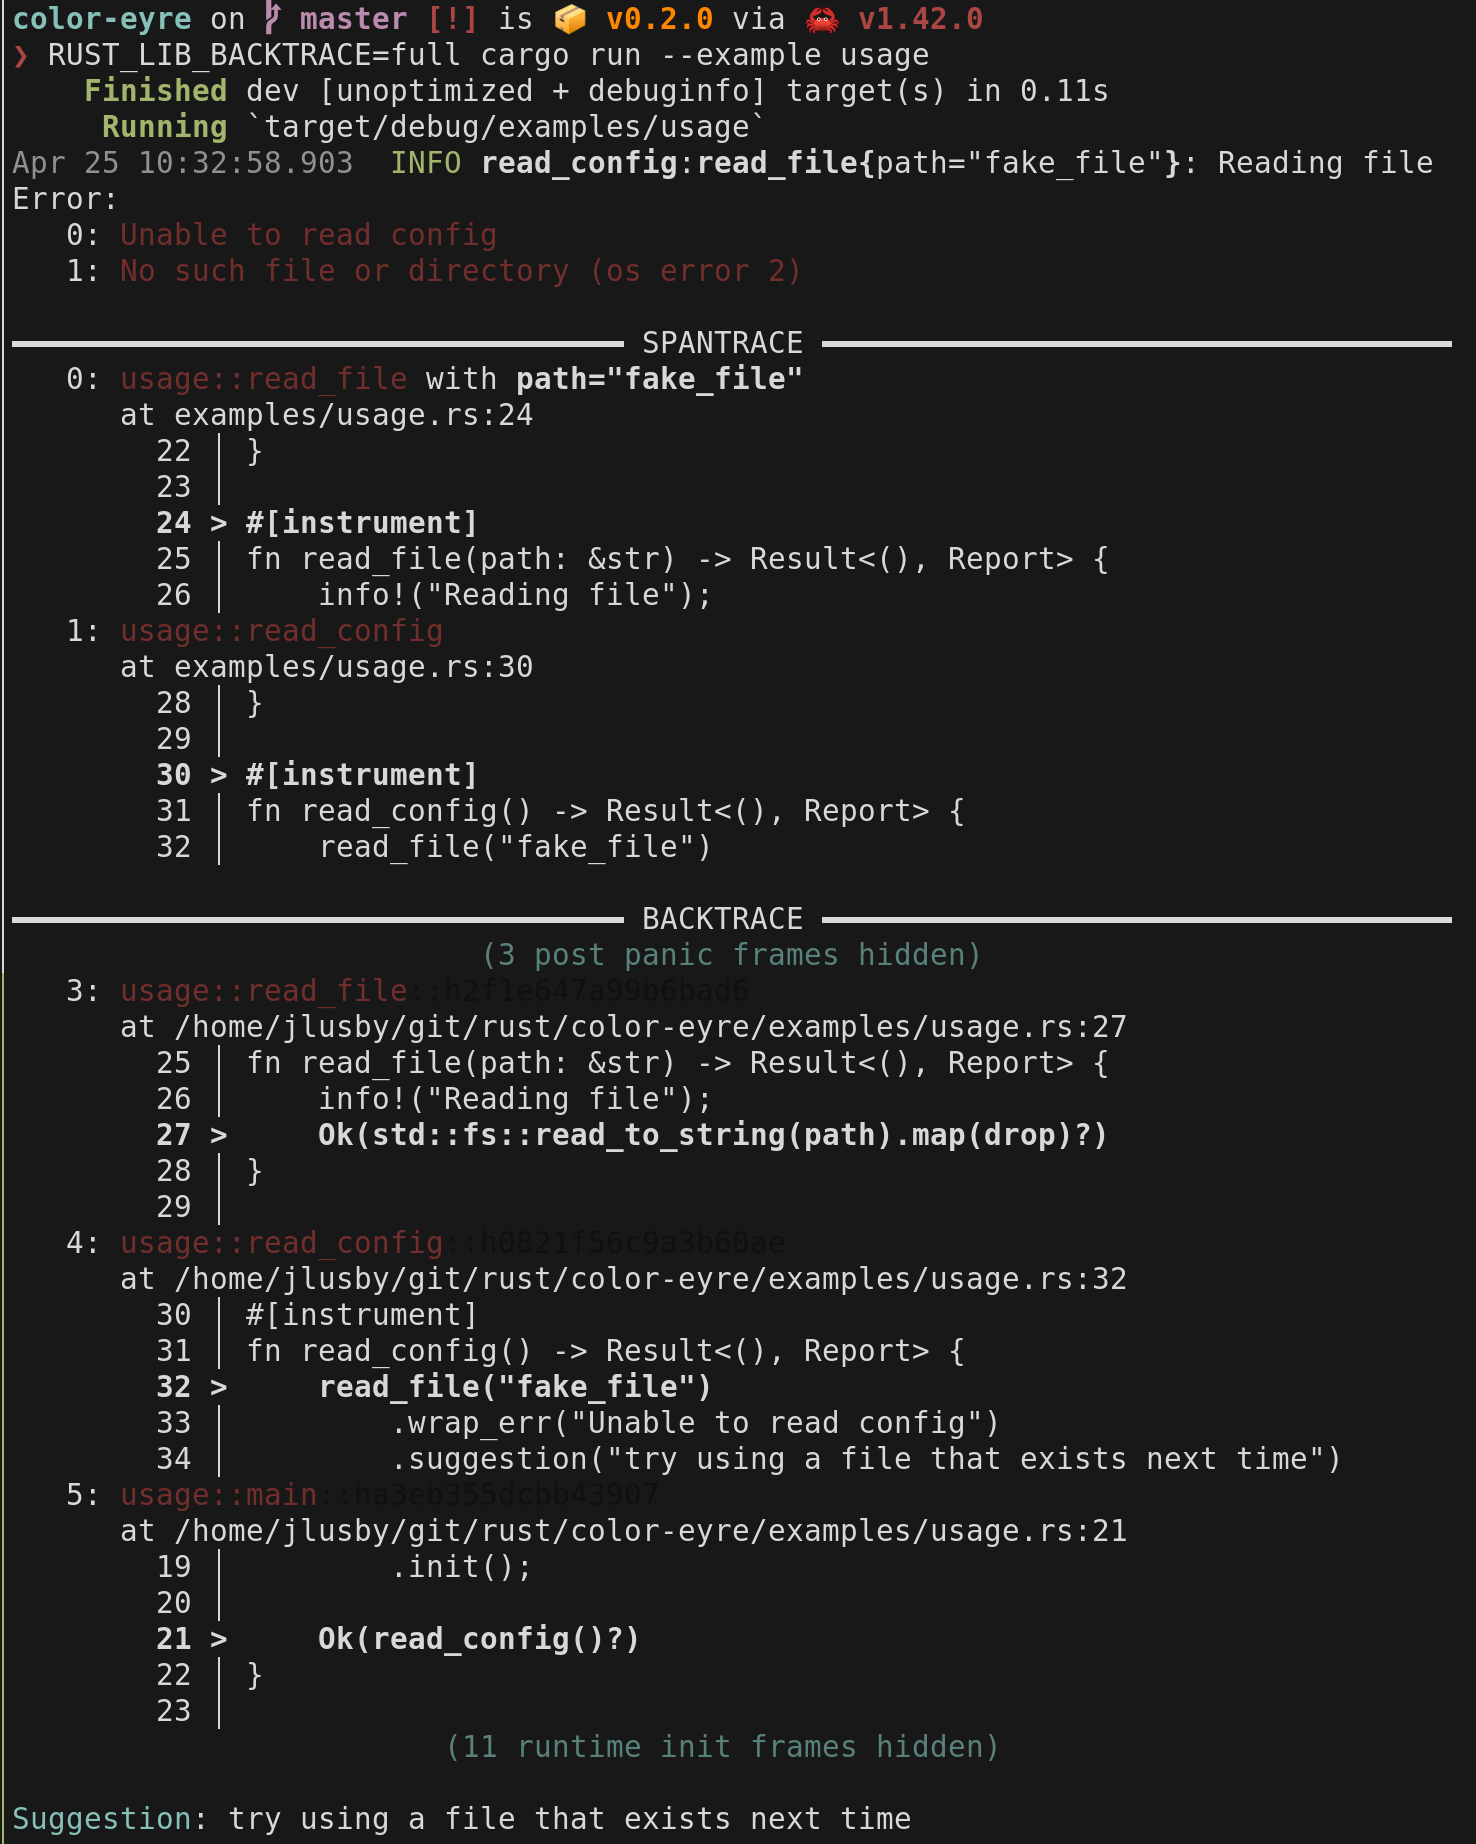 color-eyre on master [!] is 📦 v0.2.0 via 🦀 v1.42.0
❯ RUST_LIB_BACKTRACE=full cargo run --example usage
    Finished dev [unoptimized + debuginfo] target(s) in 0.11s
     Running `target/debug/examples/usage`
Apr 25 10:32:58.903  INFO read_config:read_file{path="fake_file"}: Reading file
Error:
   0: Unable to read config
   1: No such file or directory (os error 2)
━━━━━━━━━━━━━━━━━━━━━━━━━━━━━━━━━━ SPANTRACE ━━━━━━━━━━━━━━━━━━━━━━━━━━━━━━━━━━━
   0: usage::read_file with path="fake_file"
      at examples/usage.rs:24
        22 │ }
        23 │
        24 > #[instrument]
        25 │ fn read_file(path: &str) -> Result<(), Report> {
        26 │     info!("Reading file");
   1: usage::read_config
      at examples/usage.rs:30
        28 │ }
        29 │
        30 > #[instrument]
        31 │ fn read_config() -> Result<(), Report> {
        32 │     read_file("fake_file")
━━━━━━━━━━━━━━━━━━━━━━━━━━━━━━━━━━ BACKTRACE ━━━━━━━━━━━━━━━━━━━━━━━━━━━━━━━━━━━
                          (3 post panic frames hidden)
   3: usage::read_file::h2f1e647a99b6bad6
      at /home/jlusby/git/rust/color-eyre/examples/usage.rs:27
        25 │ fn read_file(path: &str) -> Result<(), Report> {
        26 │     info!("Reading file");
        27 >     Ok(std::fs::read_to_string(path).map(drop)?)
        28 │ }
        29 │
   4: usage::read_config::h0821f56c9a3b60ae
      at /home/jlusby/git/rust/color-eyre/examples/usage.rs:32
        30 │ #[instrument]
        31 │ fn read_config() -> Result<(), Report> {
        32 >     read_file("fake_file")
        33 │         .wrap_err("Unable to read config")
        34 │         .suggestion("try using a file that exists next time")
   5: usage::main::ha3eb355dcbb43907
      at /home/jlusby/git/rust/color-eyre/examples/usage.rs:21
        19 │         .init();
        20 │
        21 >     Ok(read_config()?)
        22 │ }
        23 │
                        (11 runtime init frames hidden)
Suggestion: try using a file that exists next time